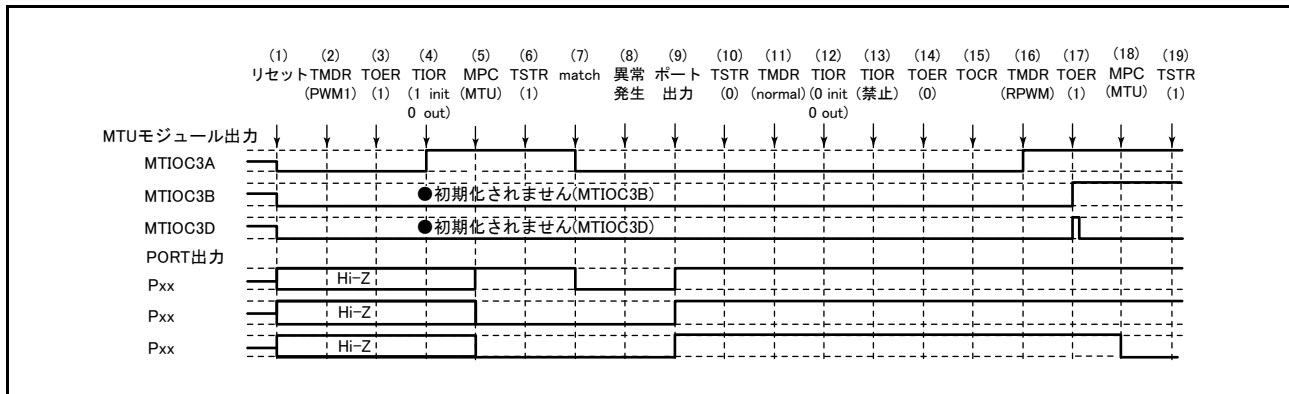 (1) (2) (3) (4) (5) (6) (7) (8) (9) (10) (11) (12) (13) (14) (15) (16) (17) (18) (19)
リセット TMDR TOER TIOR MPC TSTR match 異常 ポート TSTR TMDR TIOR TIOR TOER TOCR TMDR TOER MPC TSTR
(PWM1) (1) (1 init (MTU) (1) 発生 出力 (0) (normal) (0 init (禁止) (0) (RPWM) (1) (MTU) (1)
0 out) 0 out)
MTUモジュール出力
MTIOC3A
MTIOC3B ●初期化されません(MTIOC3B)
MTIOC3D ●初期化されません(MTIOC3D)
PORT出力
Pxx Hi-Z
Pxx Hi-Z
Pxx Hi-Z